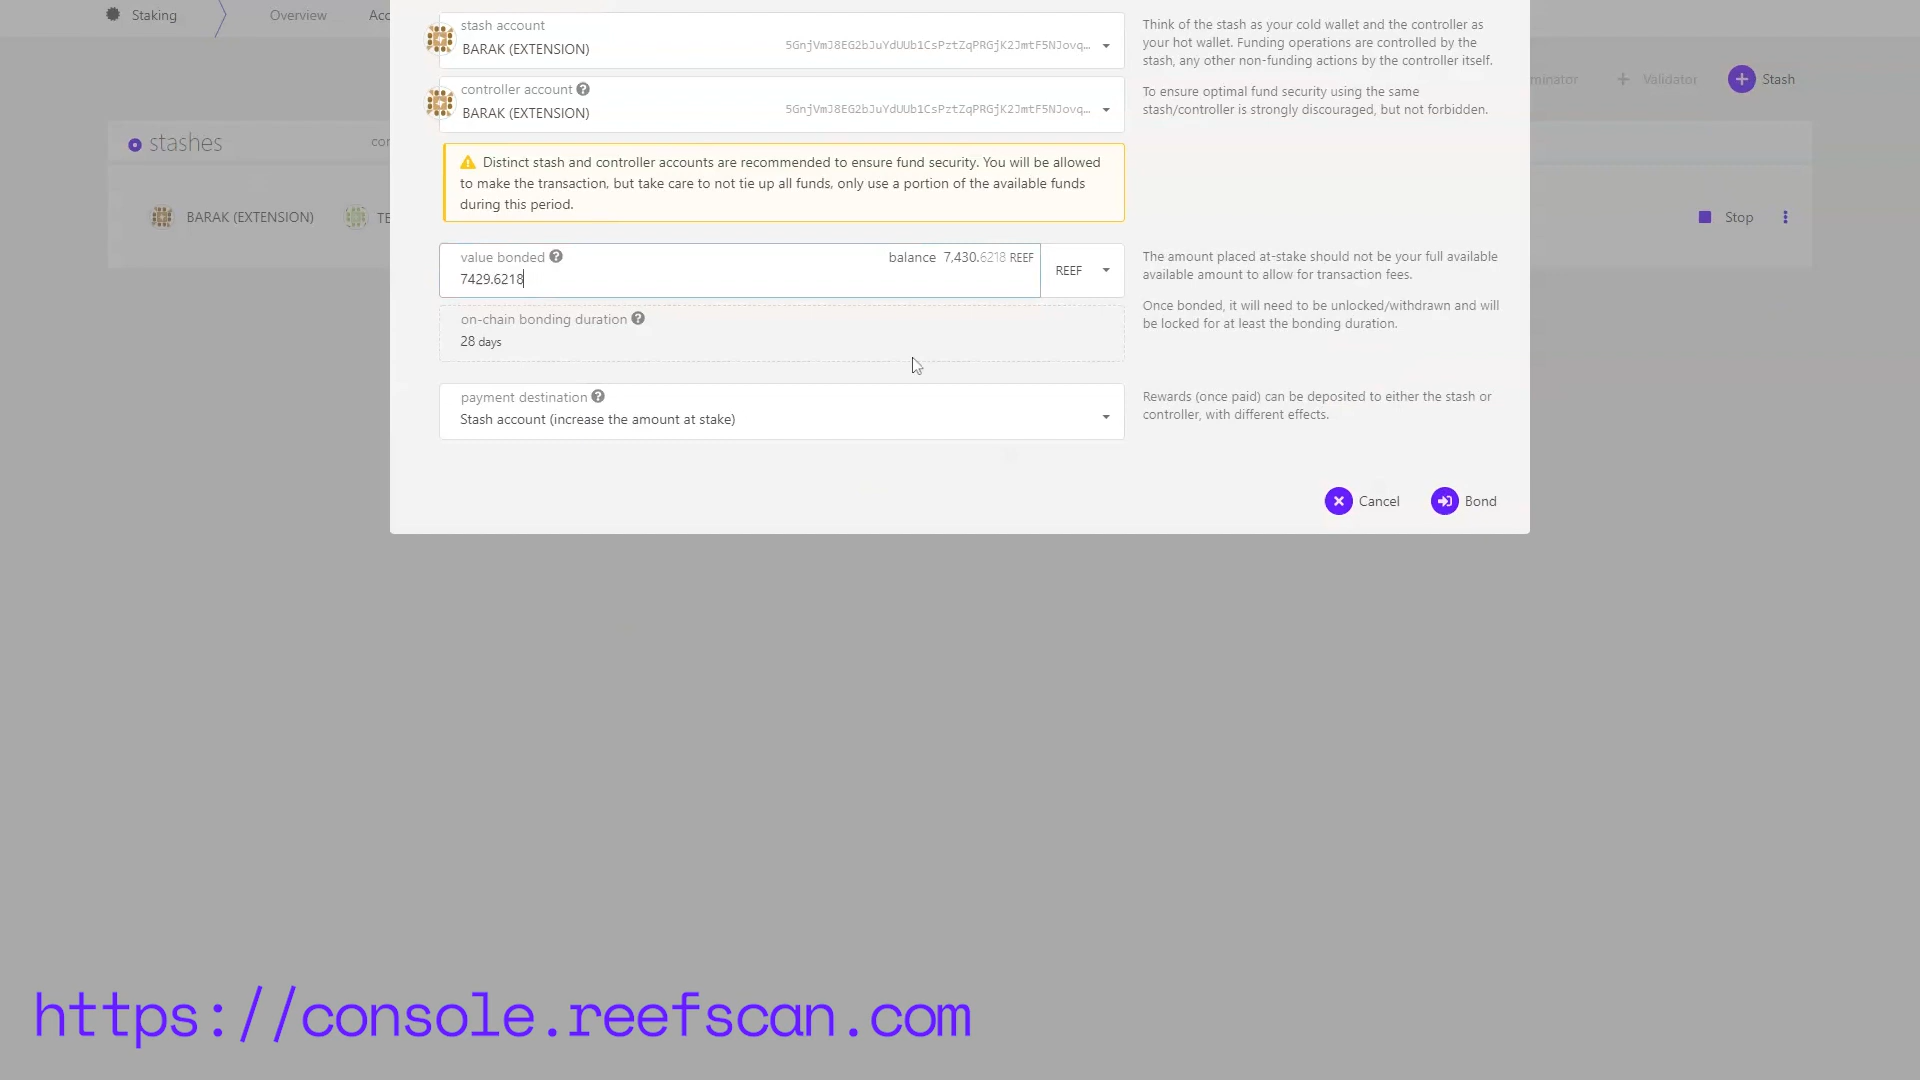 Staking
Overview
stash account
BARAK (EXTENSION)
5GnjVmJ8EG2bJuYdUUb1CsPztZqPRGjK2JmtF5NJovq…
Think of the stash as your cold wallet and the controller as
your hot wallet. Funding operations are controlled by the
stash, any other non-funding actions by the controller itself.
controller account
BARAK (EXTENSION)
5GnjVmJ8EG2bJuYdUUb1CsPztZqPRGjK2JmtF5NJovq…
To ensure optimal fund security using the same
stash/controller is strongly discouraged, but not forbidden.
minator
Validator
Stash
stashes
con
Distinct stash and controller accounts are recommended to ensure fund security. You will be allowed
to make the transaction, but take care to not tie up all funds, only use a portion of the available funds
during this period.
BARAK (EXTENSION)
TE
Stop
value bonded
balance 7,430.6218 REEF
7429.6218
REEF
The amount placed at-stake should not be your full available
available amount to allow for transaction fees.
Once bonded, it will need to be unlocked/withdrawn and will
be locked for at least the bonding duration.
on-chain bonding duration
28 days
payment destination
Stash account (increase the amount at stake)
Rewards (once paid) can be deposited to either the stash or
controller, with different effects.
Cancel
Bond
https://console.reefscan.com